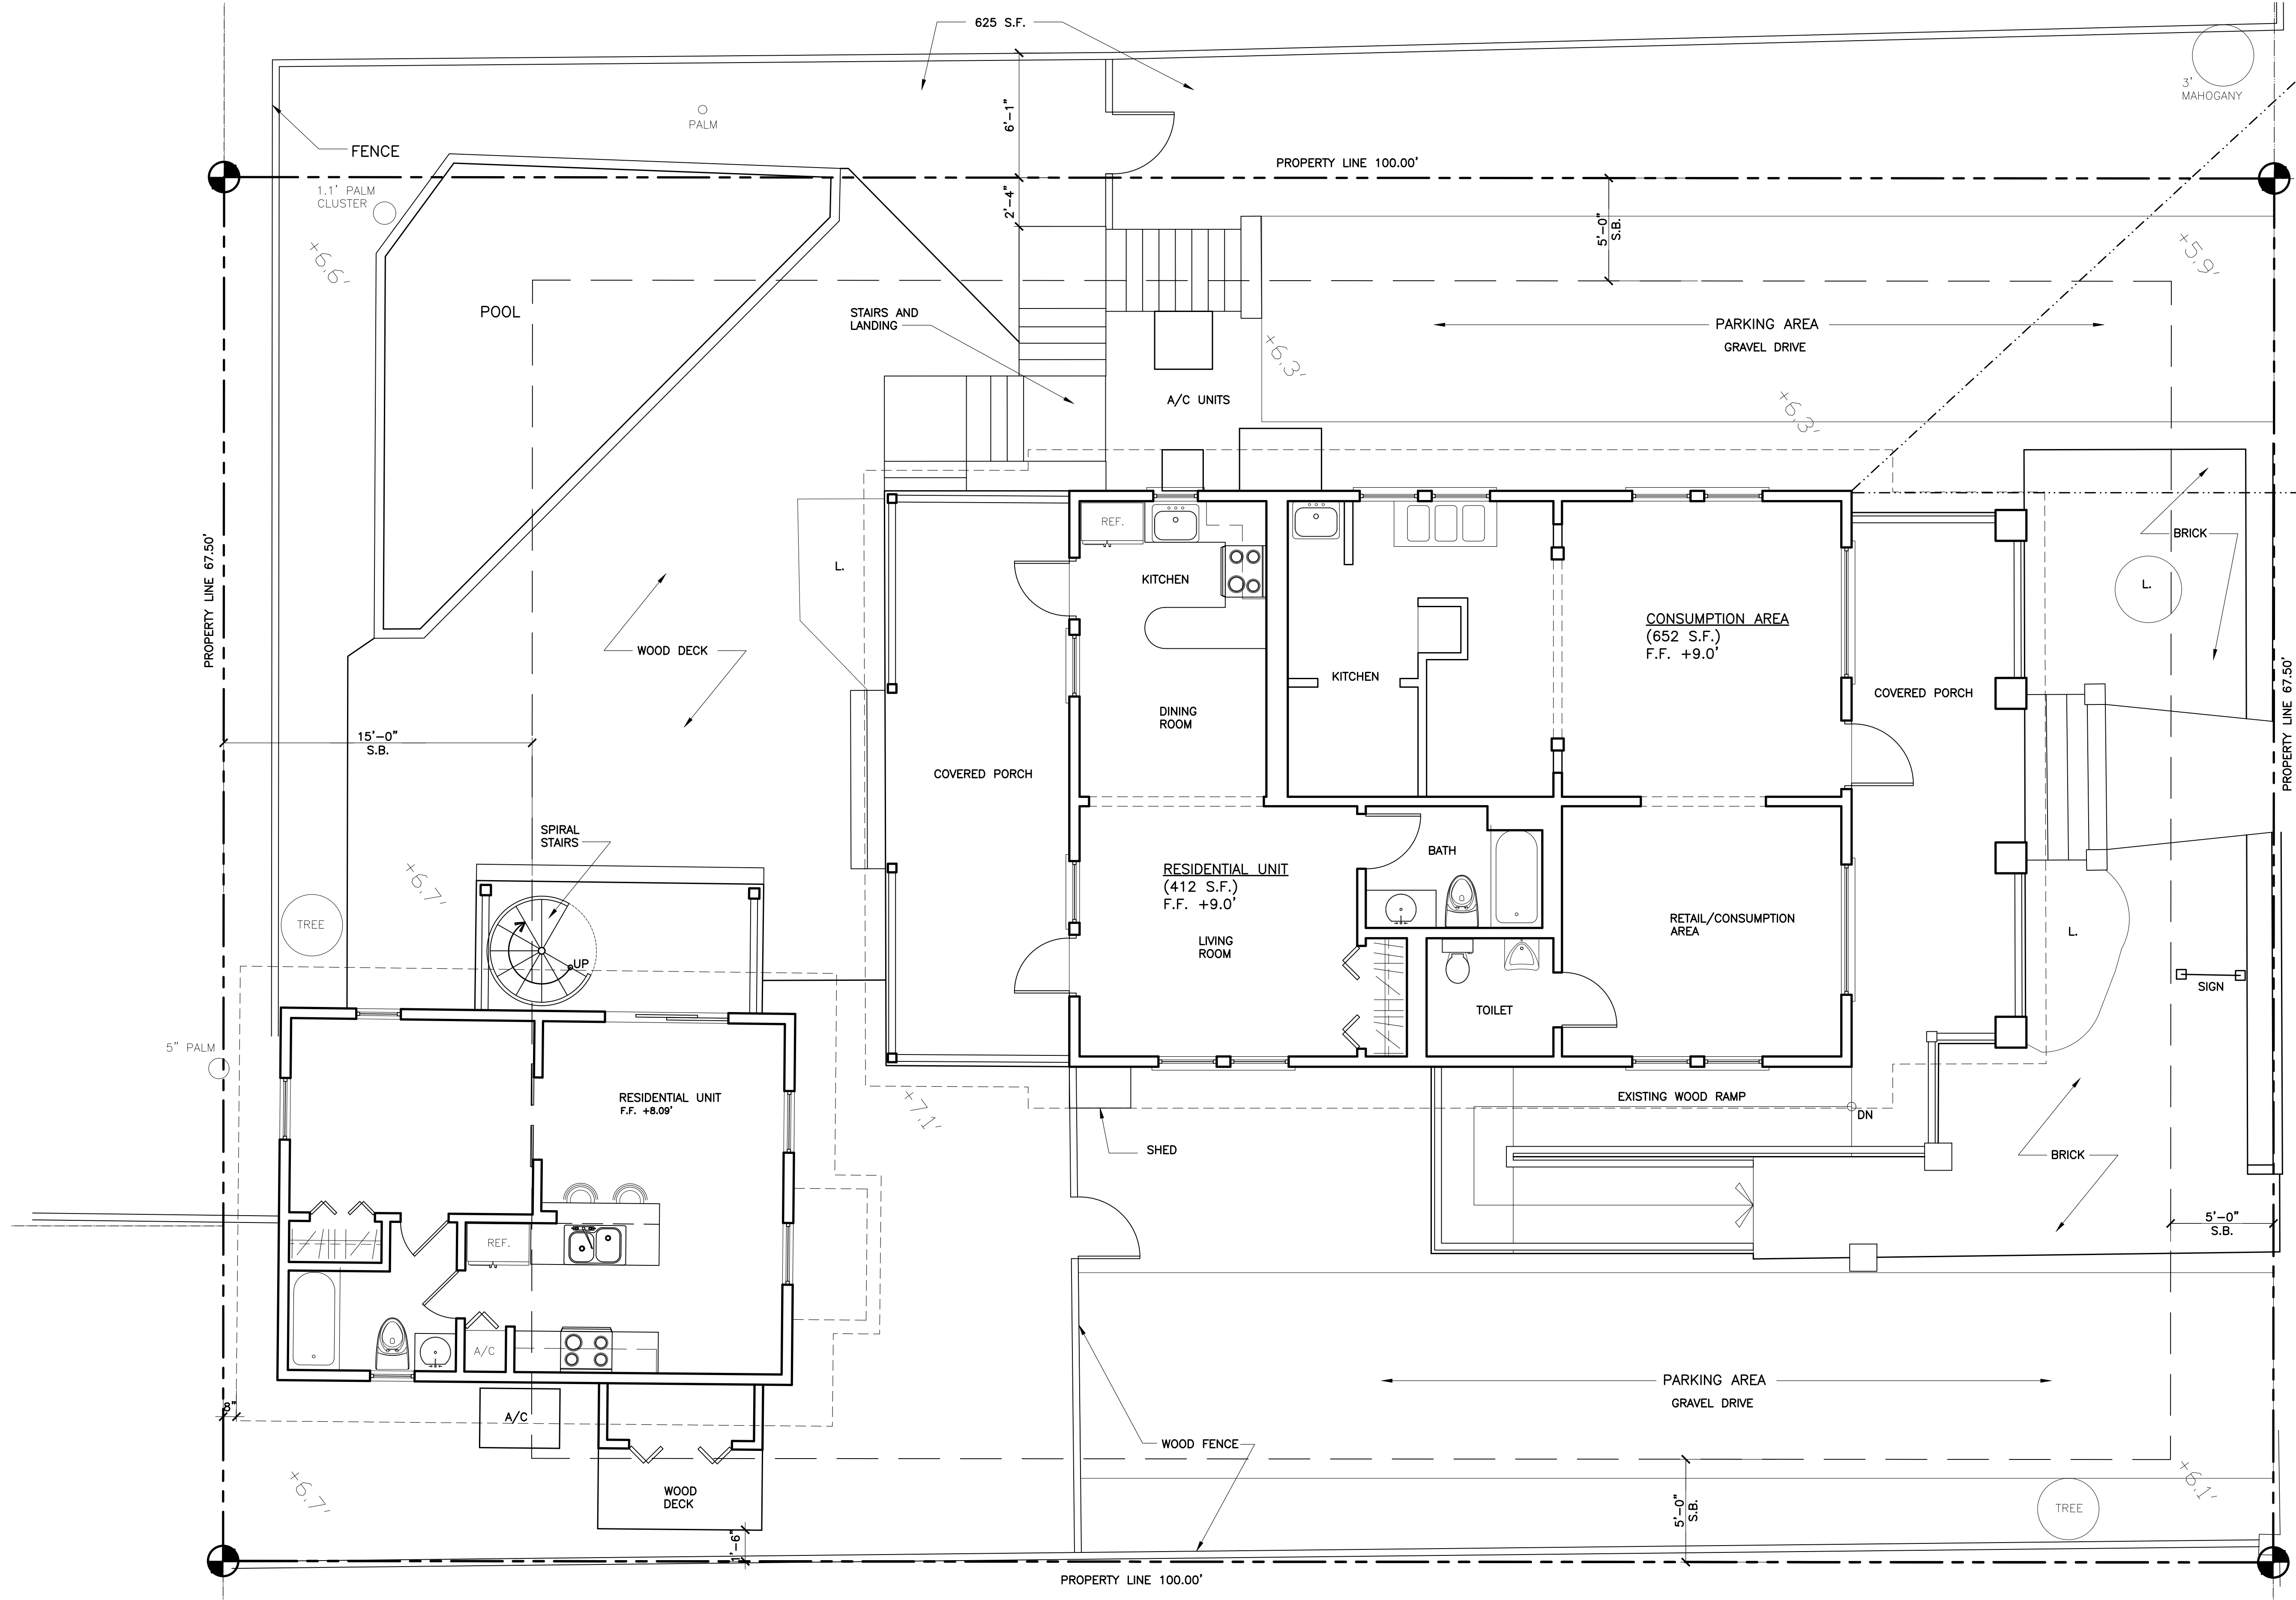 625 S.F.
3'
MAHOGANY
6'-1"
PALM
FENCE
PROPERTY LINE 100.00'
1.1' PALM
CLUSTER
2'-4"
5'-0"
S.B.
+6.6'
+5.9'
POOL
STAIRS AND
LANDING
PARKING AREA
GRAVEL DRIVE
+6.3'
A/C UNITS
+6.3'
REF.
BRICK
PROPERTY LINE 67.50'
L.
KITCHEN
L.
CONSUMPTION AREA
(652 S.F.)
F.F. +9.0'
WOOD DECK
KITCHEN
COVERED PORCH
PROPERTY LINE 67.50'
DINING
ROOM
15'-0"
S.B.
COVERED PORCH
SPIRAL
STAIRS
BATH
RESIDENTIAL UNIT
(412 S.F.)
F.F. +9.0'
+6.7'
TREE
RETAIL/CONSUMPTION
AREA
LIVING
ROOM
L.
UP
SIGN
TOILET
5" PALM
RESIDENTIAL UNIT
F.F. +8.09'
+7.1'
EXISTING WOOD RAMP
DN
SHED
BRICK
5'-0"
S.B.
REF.
A/C
PARKING AREA
GRAVEL DRIVE
8"
A/C
WOOD FENCE
+6.7'
+6.1'
WOOD
DECK
5'-0"
S.B.
TREE
1'-6"
PROPERTY LINE 100.00'